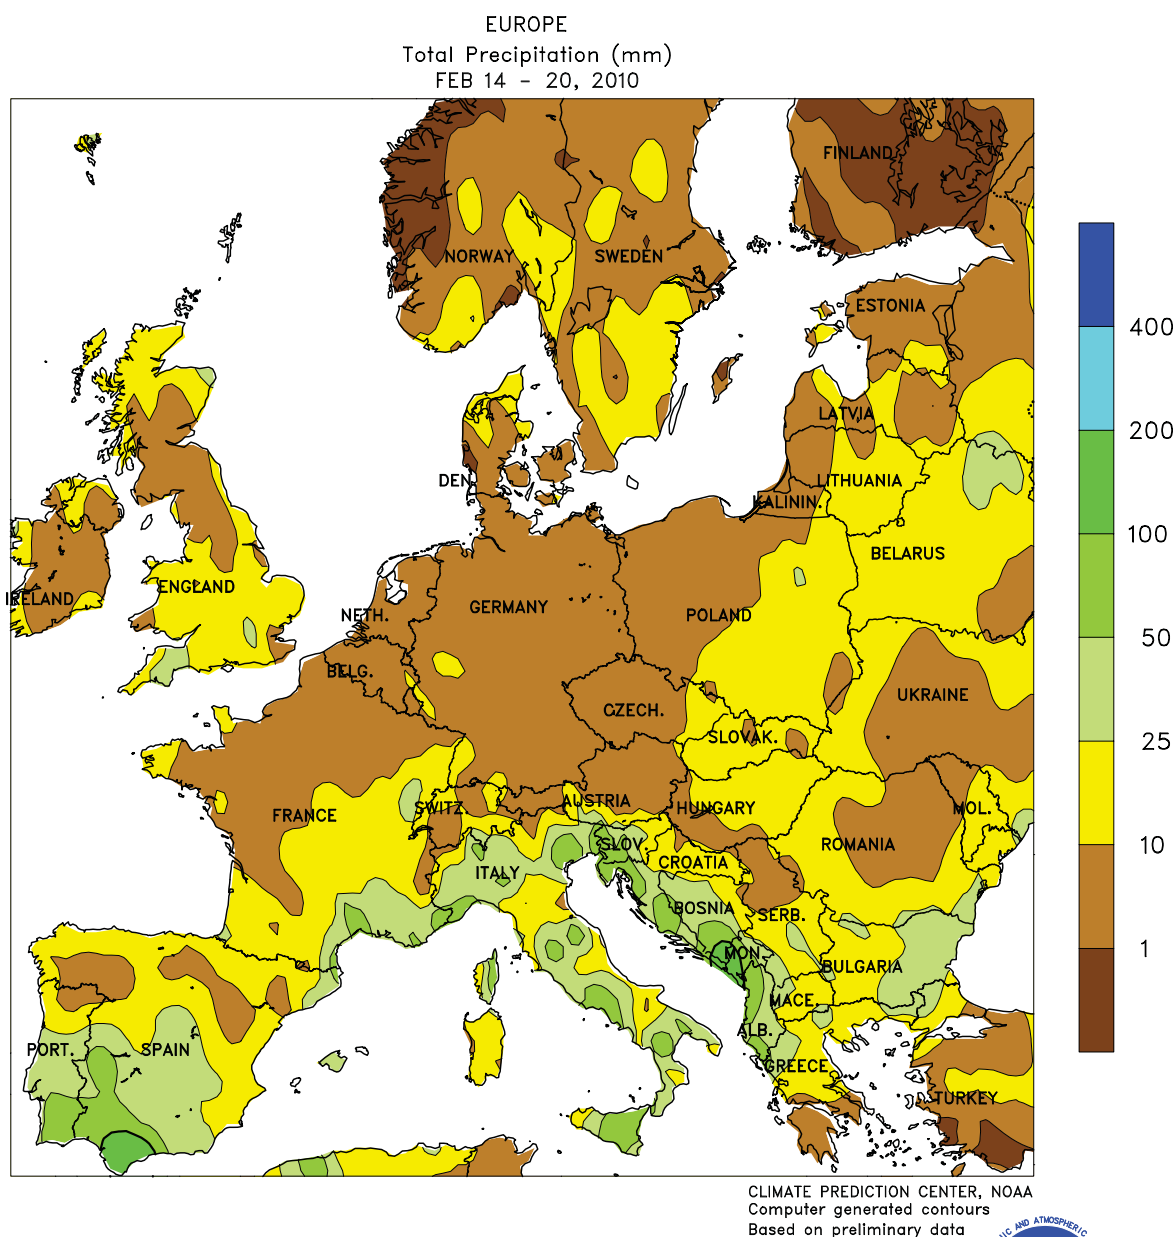 EUROPE
Total Precipitation (mm)
FEB 14 - 20, 2010
FINLAND
NORWAY
SWEDEN
ESTONIA
LATVIA
DEN.
LITHUANIA
KALININ.
BELARUS
IRELAND
ENGLAND
NETH.
GERMANY
POLAND
BELG.
CZECH.
UKRAINE
SLOVAK.
FRANCE
SWITZ.
AUSTRIA
HUNGARY
MOL.
ROMANIA
SLOV.
CROATIA
ITALY
BOSNIA
SERB.
MON.
BULGARIA
MACE.
ALB.
PORT.
SPAIN
GREECE
TURKEY
400
200
100
50
25
10
1
CLIMATE PREDICTION CENTER, NOAA
Computer generated contours
Based on preliminary data
AND ATMOSPHERIC